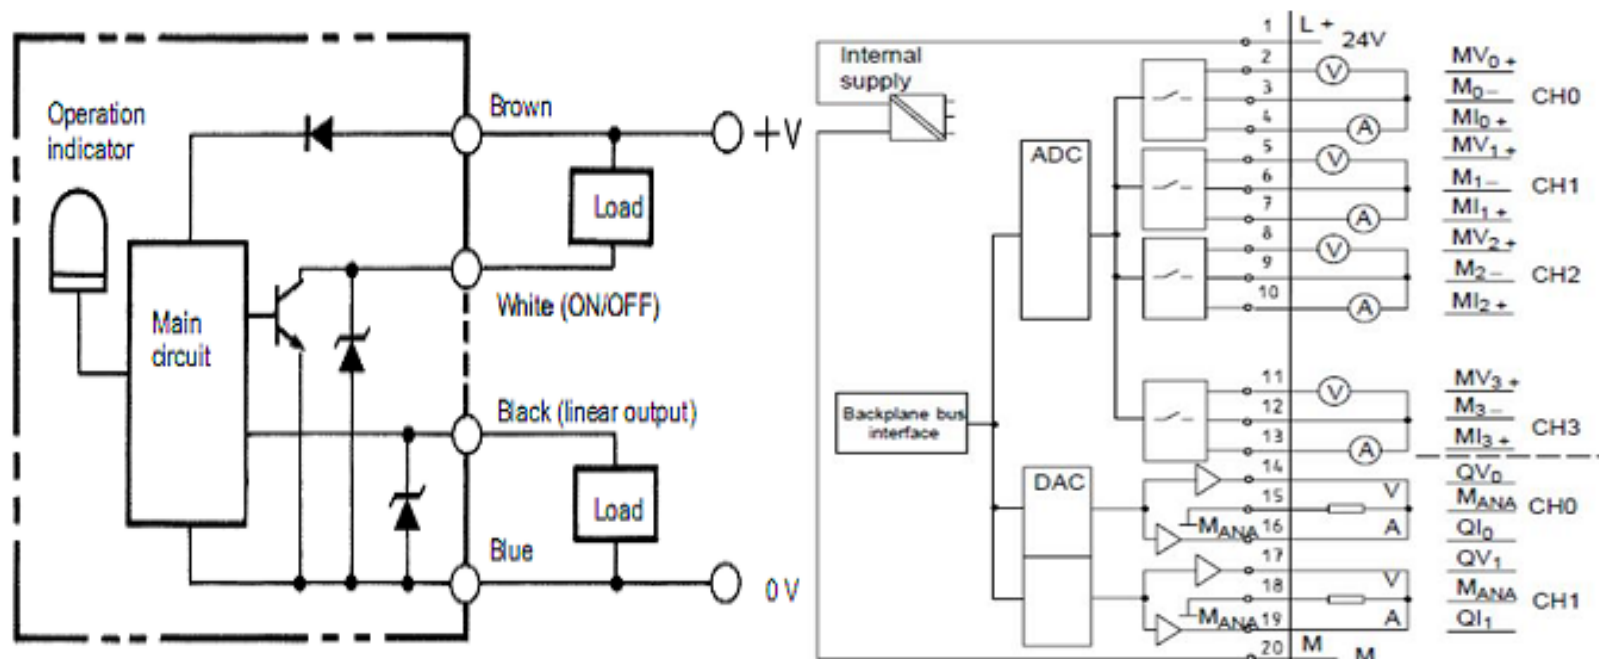 Operation
indicator
Main
circuit
Brown
+V
Load
White (ON/OFF)
Black (linear output)
Load
Blue
0 V
Internal
supply
ADC
Backplane bus
interface
DAC
1 L + 24V
2 V MV0 +
3 M0 – CH0
4 A MI0 +
5 V MV1 +
6 M1 – CH1
7 A MI1 +
8 V MV2 +
9 M2 – CH2
10 A MI2 +
11 V MV3 +
12 M3 – CH3
13 A MI3 +
14 QV0
15 V MANA CH0
MANA 16 A QI0
17 QV1
18 V MANA CH1
MANA 19 A QI1
20 M M